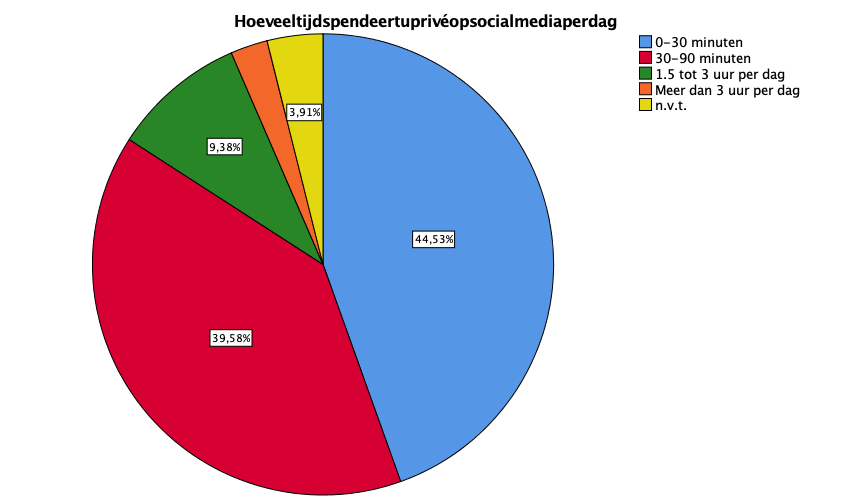 Hoeveeltijdspendeertuprivéopsocialmediaperdag
0-30 minuten
30-90 minuten
1.5 tot 3 uur per dag
Meer dan 3 uur per dag
n.v.t.
3,91%
9,38%
44,53%
39,58%